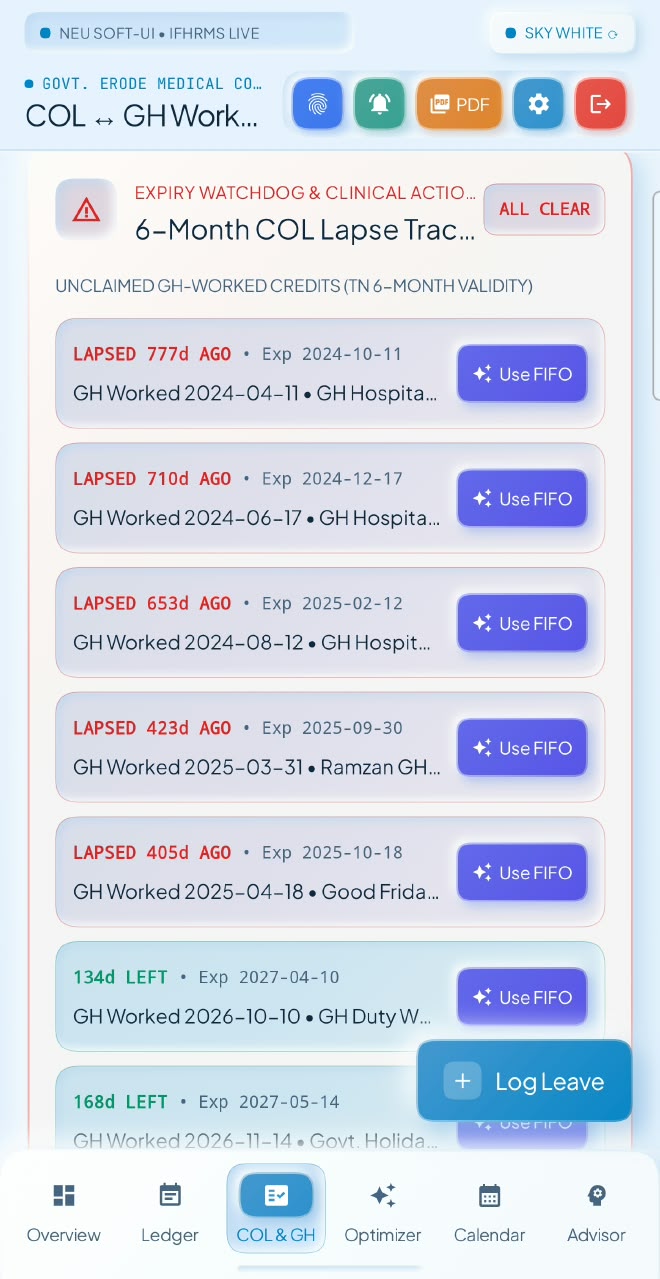 NEU SOFT-UI • IFHRMS LIVE
SKY WHITE
GOVT. ERODE MEDICAL CO…
COL ↔ GH Work…
PDF
EXPIRY WATCHDOG & CLINICAL ACTIO…
6-Month COL Lapse Trac…
ALL CLEAR
UNCLAIMED GH-WORKED CREDITS (TN 6-MONTH VALIDITY)
LAPSED 777d AGO • Exp 2024-10-11
GH Worked 2024-04-11 • GH Hospita…
Use FIFO
LAPSED 710d AGO • Exp 2024-12-17
GH Worked 2024-06-17 • GH Hospita…
Use FIFO
LAPSED 653d AGO • Exp 2025-02-12
GH Worked 2024-08-12 • GH Hospit…
Use FIFO
LAPSED 423d AGO • Exp 2025-09-30
GH Worked 2025-03-31 • Ramzan GH…
Use FIFO
LAPSED 405d AGO • Exp 2025-10-18
GH Worked 2025-04-18 • Good Frida…
Use FIFO
134d LEFT • Exp 2027-04-10
GH Worked 2026-10-10 • GH Duty W…
Use FIFO
168d LEFT • Exp 2027-05-14
GH Worked 2026-11-14 • Govt. Holida…
Use FIFO
+ Log Leave
Overview
Ledger
COL & GH
Optimizer
Calendar
Advisor